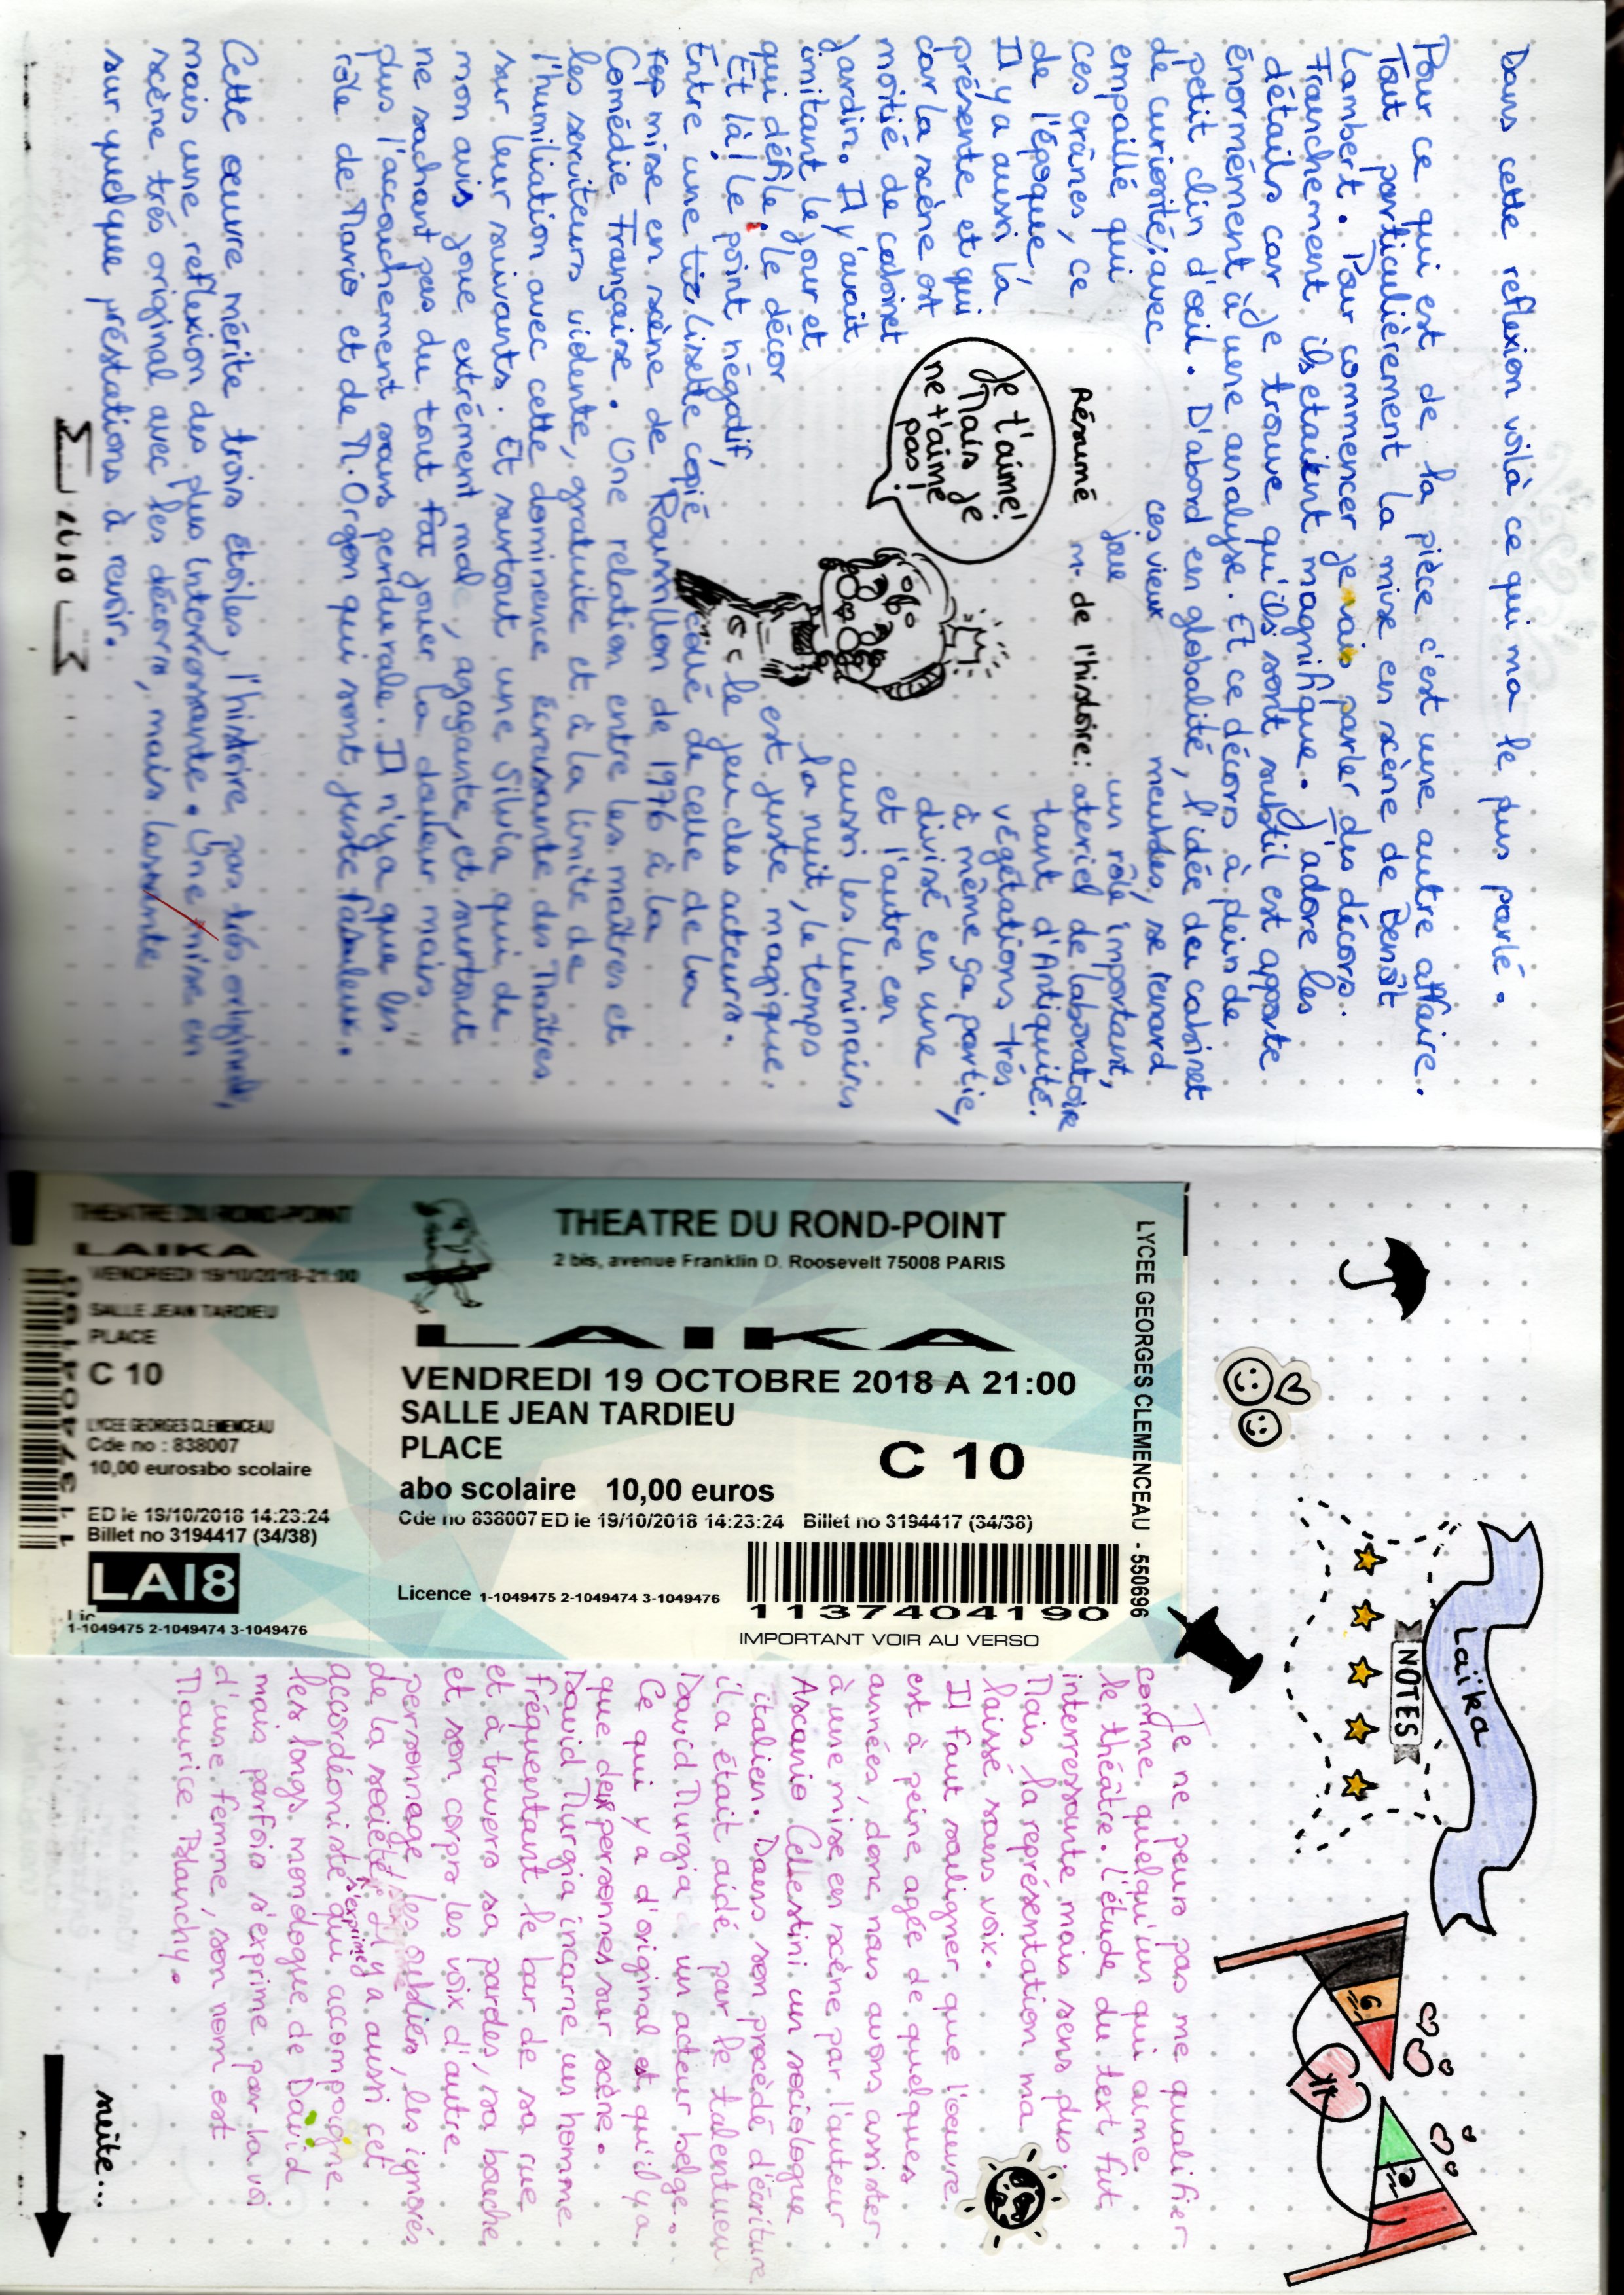 Dans cette reflexion voilà ce qui ma le plus parlé.
Pour ce qui est de la pièce c'est une autre affaire.
Tout particulièrement la mise en scène de Benoît
Lambert. Pour commencer je vais parler des décors.
Franchement ils etaient magnifique. J'adore les
détails car je trouve qu'ils sont subtil est apporte
énormément à une analyse. Et ce décors à plein de
petit clin d'œil. D'abord en globalité, l'idée du cabinet
de curiosité; avec ces vieux meubles, se renard
empaillé qui joue un rôle important,
ces crânes, ce m- ateriel de laboratoire
de l'époque, tant d'Antiquité.
Il y a aussi la végétations trés
présente et qui à même ça partie,
car la scène est divisé en une
moitié de cabinet et l'autre en
jardin. Il y'avait aussi les luminaires
imitant le jour et la nuit, le temps
qui défile. Le décor est juste magique.
Et là! Le point négatif, le jeu des acteurs.
Entre une Lisette copié collé de celle de la
rep mise en scène de Roussillon de 1976 à la
Comédie Française. Une relation entre les maîtres et
les serviteurs violente, gratuite et à la limite de
l'humiliation avec cette dominence écrasante des Maîtres
sur leur suivants. Et surtout une Silvia qui de
mon avis joue extrément mal, agaçante, et surtout
ne sachant pas du tout fai jouer la douleur mais
plus l'accouchement sans peridurale. Il n'y a que les
rôle de Mario et de M. Orgon qui sont juste fabuleux.
Résumé de l'histoire:
Je t'aime!
Mais je
ne t'aime
pas!
Cette œuvre mérite trois étoiles, l'histoire pas trés originale,
mais une reflexion des plus interressante. Une mise en
scène trés original avec les décors, mais lassante
sur quelque préstations à revoir.
2018
Laïka
NOTES
LYCEE GEORGES CLEMENCEAU - 550696
THEATRE DU ROND-POINT
2 bis, avenue Franklin D. Roosevelt 75008 PARIS
LAIKA
VENDREDI 19 OCTOBRE 2018 A 21:00
SALLE JEAN TARDIEU
PLACE C 10
abo scolaire 10,00 euros
Cde no 838007 ED le 19/10/2018 14:23:24 Billet no 3194417 (34/38)
Licence 1-1049475 2-1049474 3-1049476
1 1374041190
IMPORTANT VOIR AU VERSO
THEATRE DU ROND-POINT
LAIKA
VENDREDI 19/10/2018-21:00
SALLE JEAN TARDIEU
PLACE
C 10
LYCEE GEORGES CLEMENCEAU
Cde no : 838007
10,00 euros abo scolaire
ED le 19/10/2018 14:23:24
Billet no 3194417 (34/38)
LAI8
1-1049475 2-1049474 3-1049476
Je ne peus pas me qualifier
comme quelqu'un qui aime
le théâtre. L'étude du text fut
interressante mais sens plus.
Mais la représentation ma
laissé sans voix.
Il faut souligner que l'oeuvre
est à peine agée de quelques
années, donc nous avons assister
à une mise en scène par l'auteur
Ascanio Cellestini un sociologue
italien. Dans son procèdé d'écriture
il a était aidé par le talentueu
David Murgia un acteur belge.
Ce qui y a d'original est qu'il y a
que deux personnes sur scène.
David Murgia incarne un homme
fréquentant le bar de sa rue
et à travers sa paroles, sa bouche
et son corps les voix d'autre
personnage, les oubliés, les ignorés
de la société s'exprime. Il y a aussi cet
accordéoniste qui accompagne
les longs monologue de David
mais parfois s'exprime par la voi
d'une femme, son nom est
Maurice Blanchy.
suite...